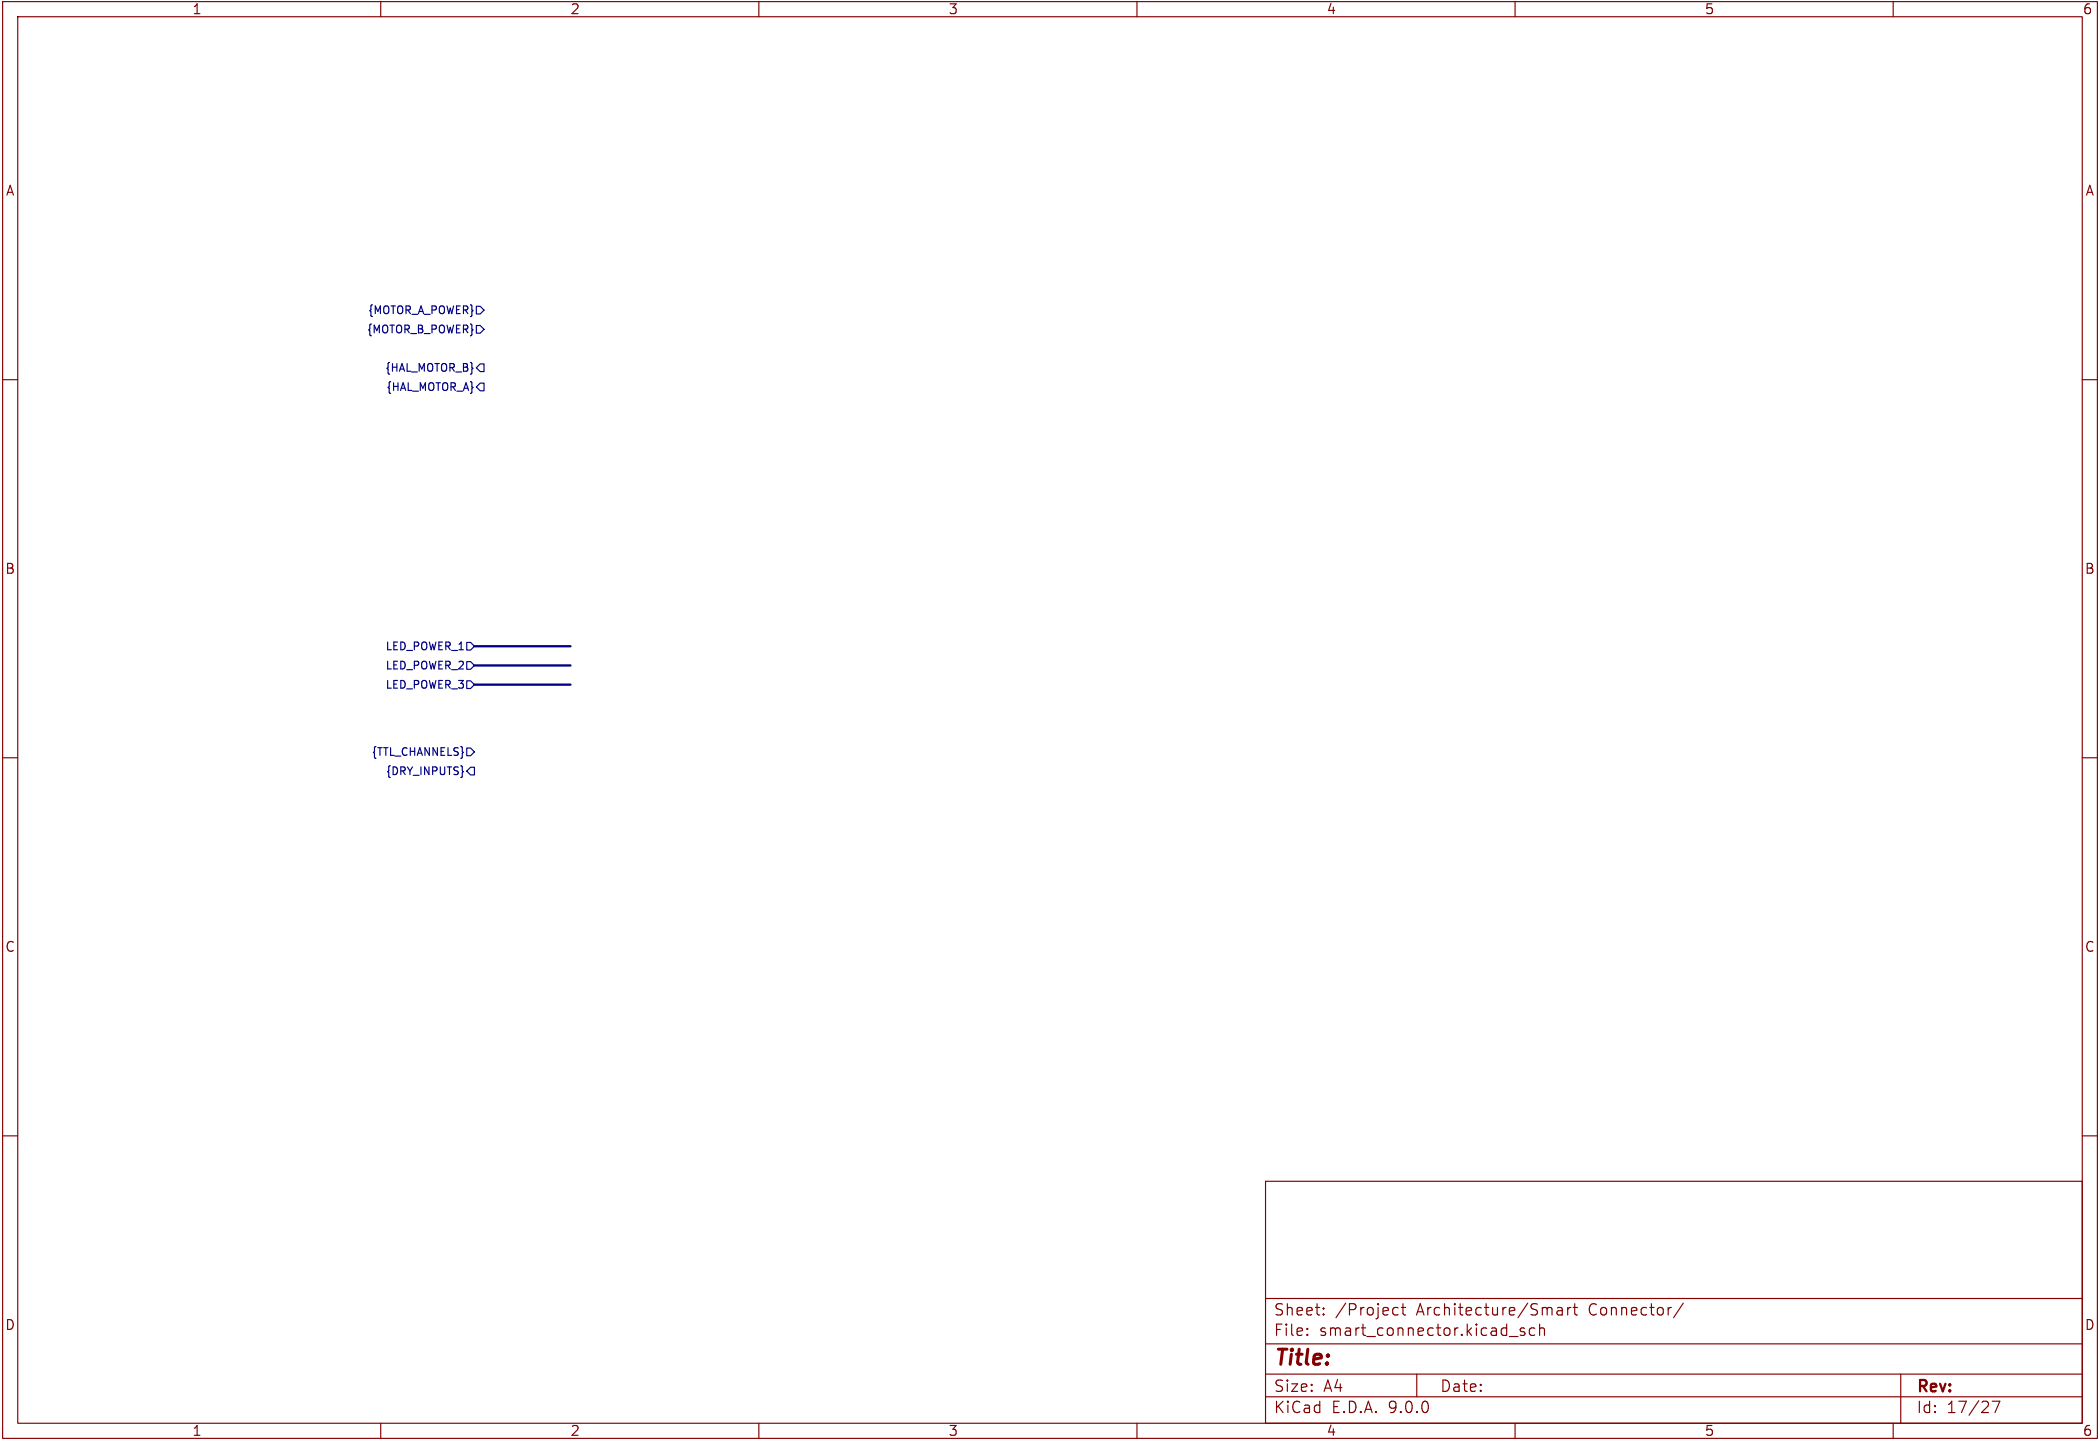 1 2 3 4 5 6
A A
{MOTOR_A_POWER}
{MOTOR_B_POWER}
{HAL_MOTOR_B}
{HAL_MOTOR_A}
B B
LED_POWER_1
LED_POWER_2
LED_POWER_3
{TTL_CHANNELS}
{DRY_INPUTS}
C C
Sheet: /Project Architecture/Smart Connector/
D D
File: smart_connector.kicad_sch
Title:
Size: A4 Date: Rev:
KiCad E.D.A. 9.0.0 Id: 17/27
1 2 3 4 5 6